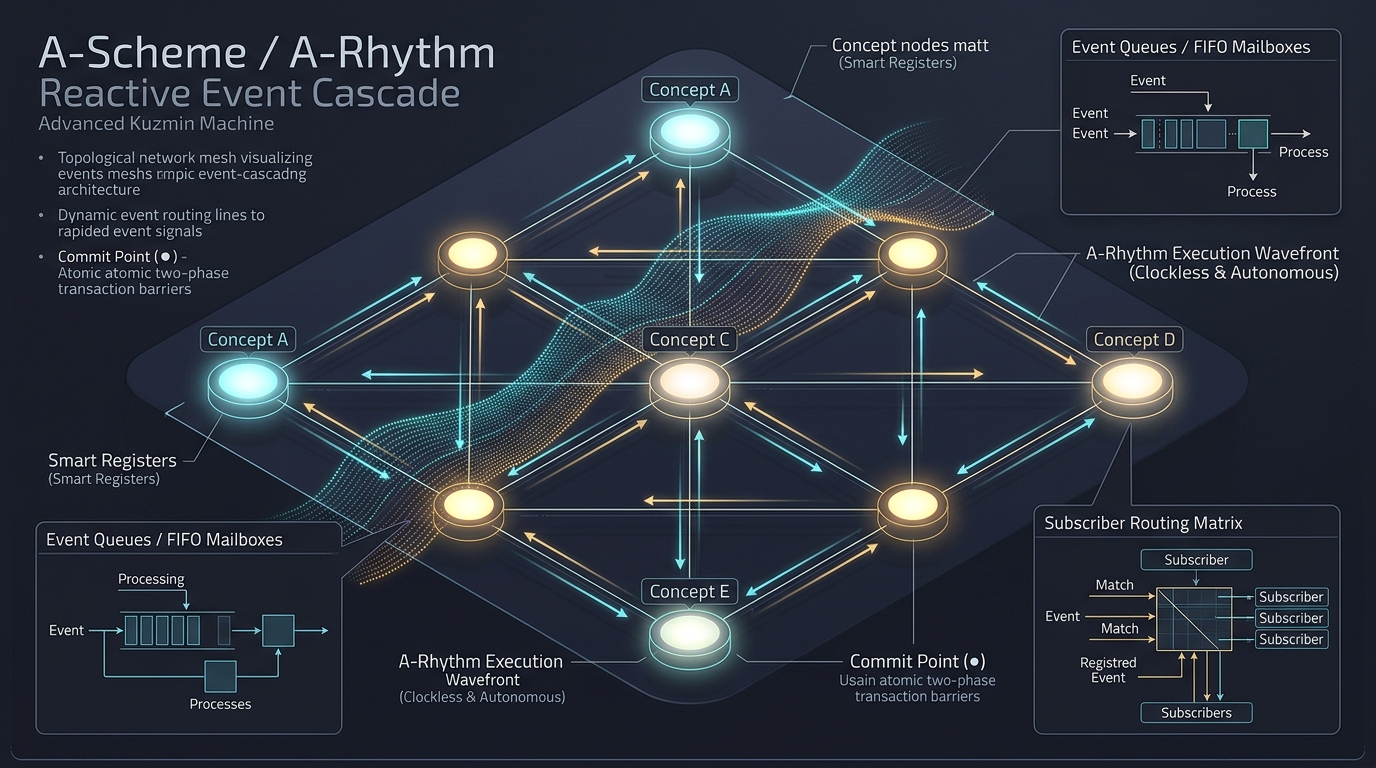 A-Scheme / A-Rhythm
Reactive Event Cascade
Advanced Kuzmin Machine
• Topological network mesh visualizing
events meshs rmpic event-cascadng
architecture
• Dynamic event routing lines to
rapided event signals
• Commit Point (●) -
Atonic atomic two-phase
transaction barriers
Concept nodes matt
(Smart Registers)
Event Queues / FIFO Mailboxes
Event
Event
Event
Process
Process
Concept A
A-Rhythm Execution Wavefront
(Clockless & Autonomous)
Concept A
Concept C
Concept D
Smart Registers
(Smart Registers)
Event Queues / FIFO Mailboxes
Processing
Event
Processes
Concept E
A-Rhythm Execution
Wavefront
(Clockless & Autonomous)
Commit Point (●)
Usain atomic two-phase
transaction barriers
Subscriber Routing Matrix
Subscriber
Match
Event
Match
Registred
Event
Subscriber
Subscriber
Subscriber
Subscribers